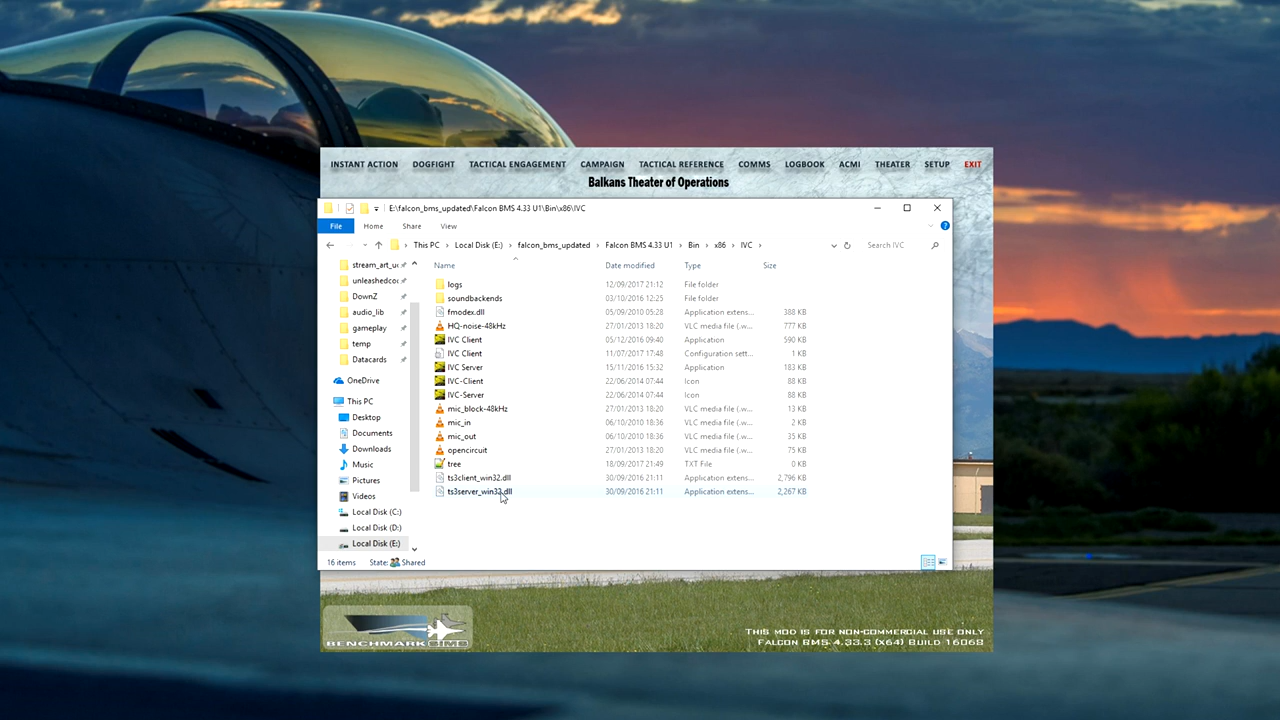 INSTANT ACTION DOGFIGHT TACTICAL ENGAGEMENT CAMPAIGN TACTICAL REFERENCE COMMS LOGBOOK ACMI THEATER SETUP EXIT
Balkans Theater of Operations
E:\falcon_bms_updated\Falcon BMS 4.33 U1\Bin\x86\IVC
File Home Share View
This PC Local Disk (E:) falcon_bms_updated Falcon BMS 4.33 U1 Bin x86 IVC Search IVC
Name Date modified Type Size
stream_art_u
unleashedco
DownZ
audio_lib
gameplay
temp
Datacards
OneDrive
This PC
Desktop
Documents
Downloads
Music
Pictures
Videos
Local Disk (C:)
Local Disk (D:)
Local Disk (E:)
logs 12/09/2017 21:12 File folder
soundbackends 03/10/2016 12:25 File folder
fmodex.dll 05/09/2010 05:28 Application extens... 388 KB
HQ-noise-48kHz 27/01/2013 18:20 VLC media file (.w... 777 KB
IVC Client 05/12/2016 09:40 Application 590 KB
IVC Client 11/07/2017 17:48 Configuration sett... 1 KB
IVC Server 15/11/2016 15:32 Application 183 KB
IVC-Client 22/06/2014 07:44 Icon 88 KB
IVC-Server 22/06/2014 07:44 Icon 88 KB
mic_block-48kHz 27/01/2013 18:20 VLC media file (.w... 13 KB
mic_in 06/10/2010 18:36 VLC media file (.w... 2 KB
mic_out 06/10/2010 18:36 VLC media file (.w... 35 KB
opencircuit 27/01/2013 18:20 VLC media file (.w... 75 KB
tree 18/09/2017 21:49 TXT File 0 KB
ts3client_win32.dll 30/09/2016 21:11 Application extens... 2,796 KB
ts3server_win32.dll 30/09/2016 21:11 Application extens... 2,267 KB
16 items State: Shared
BENCHMARKSIMS
THIS MOD IS FOR NON-COMMERCIAL USE ONLY
FALCON BMS 4.33.3 (X64) BUILD 16068